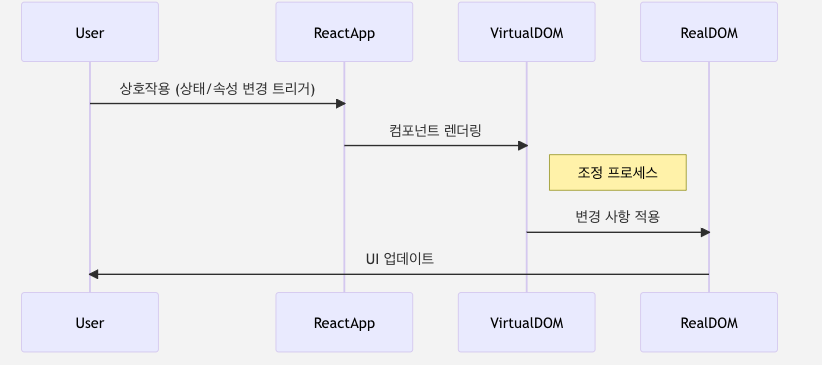 User
ReactApp
VirtualDOM
RealDOM
상호작용 (상태/속성 변경 트리거)
컴포넌트 렌더링
조정 프로세스
변경 사항 적용
UI 업데이트
User
ReactApp
VirtualDOM
RealDOM